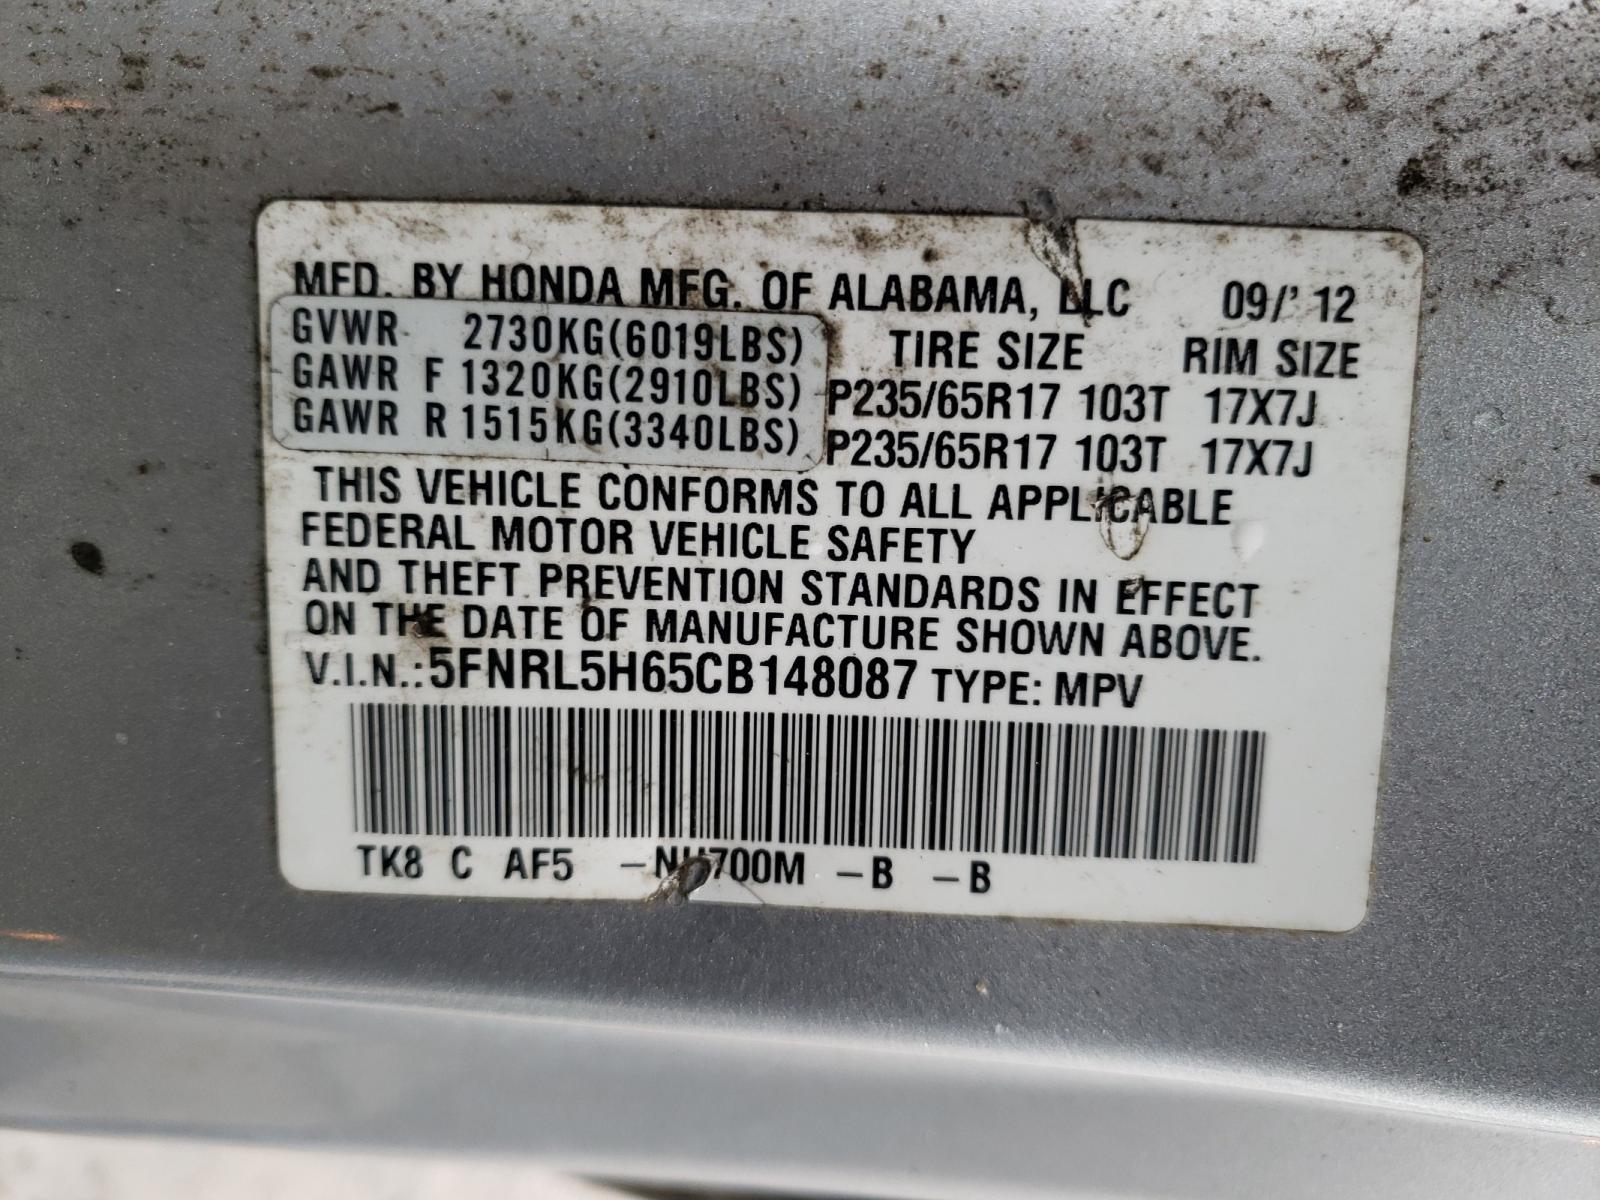 MFD. BY HONDA MFG. OF ALABAMA, LLC 09/' 12
GVWR 2730KG(6019LBS) TIRE SIZE RIM SIZE
GAWR F 1320KG(2910LBS) P235/65R17 103T 17X7J
GAWR R 1515KG(3340LBS) P235/65R17 103T 17X7J
THIS VEHICLE CONFORMS TO ALL APPLICABLE
FEDERAL MOTOR VEHICLE SAFETY
AND THEFT PREVENTION STANDARDS IN EFFECT
ON THE DATE OF MANUFACTURE SHOWN ABOVE.
V.I.N.: 5FNRL5H65CB148087 TYPE: MPV
TK8 C AF5 –NH700M –B –B